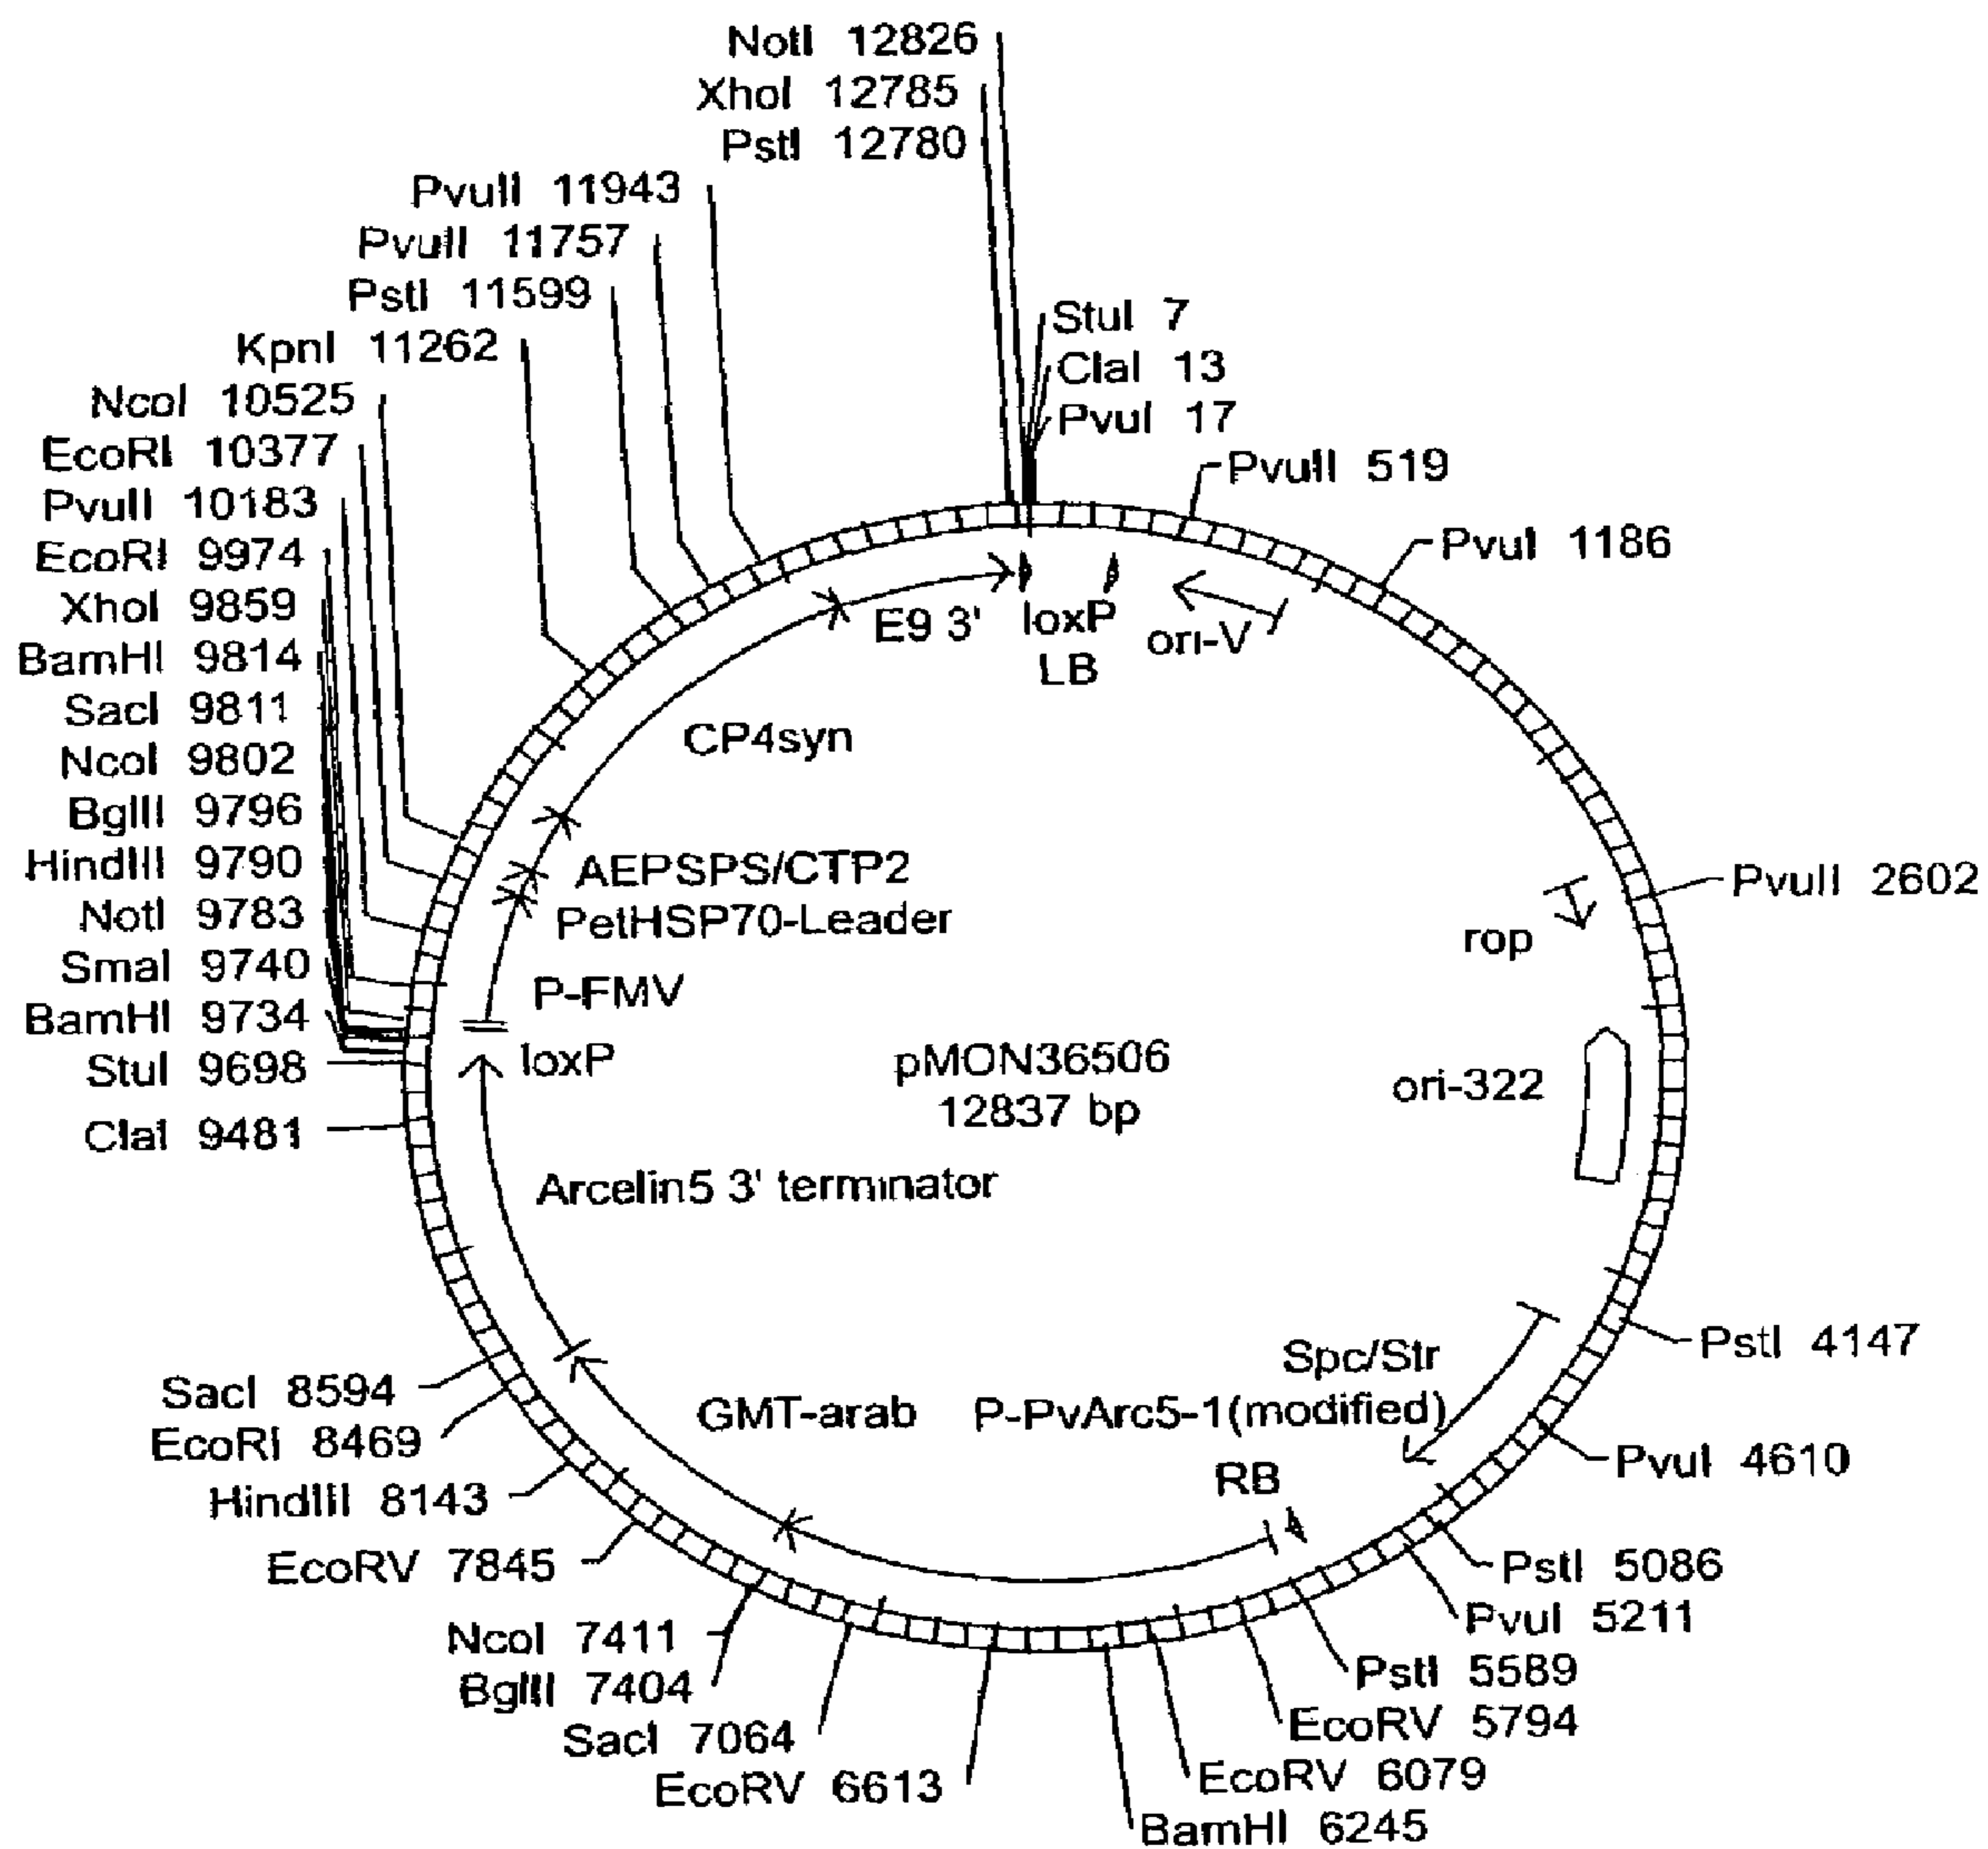 NotI 12826
XhoI 12785
PstI 12780
PvuII 11943
PvuII 11757
PstI 11599
KpnI 11262
NcoI 10525
EcoRI 10377
PvuII 10183
EcoRI 9974
XhoI 9859
BamHI 9814
SacI 9811
NcoI 9802
BglII 9796
HindIII 9790
NotI 9783
SmaI 9740
BamHI 9734
StuI 9698
ClaI 9481
StuI 7
ClaI 13
PvuI 17
PvuII 519
PvuI 1186
PvuII 2602
PstI 4147
PvuI 4610
PstI 5086
PvuI 5211
PstI 5589
EcoRV 5794
EcoRV 6079
BamHI 6245
EcoRV 6613
SacI 7064
BglII 7404
NcoI 7411
EcoRV 7845
HindIII 8143
EcoRI 8469
SacI 8594
E9 3'
loxP
LB
ori-V
CP4syn
AEPSPS/CTP2
PetHSP70-Leader
P-FMV
loxP
rop
pMON36506
12837 bp
ori-322
Arcelin5 3' terminator
Spc/Str
GMT-arab
P-PvArc5-1(modified)
RB